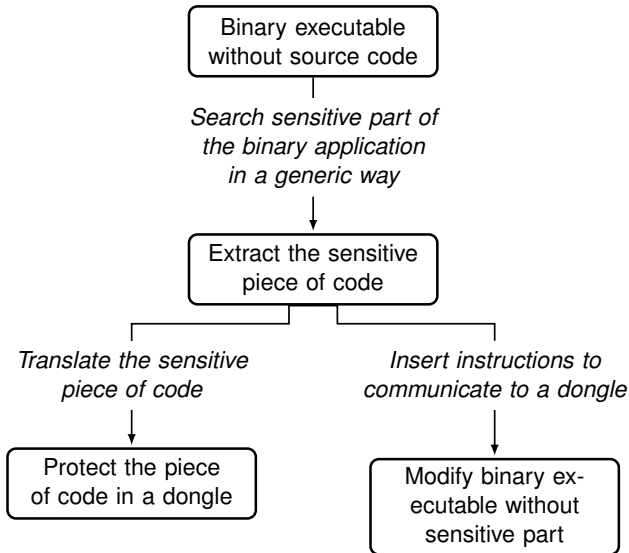 Binary executable
without source code
Search sensitive part of
the binary application
in a generic way
Extract the sensitive
piece of code
Translate the sensitive
piece of code
Insert instructions to
communicate to a dongle
Protect the piece
of code in a dongle
Modify binary ex-
ecutable without
sensitive part